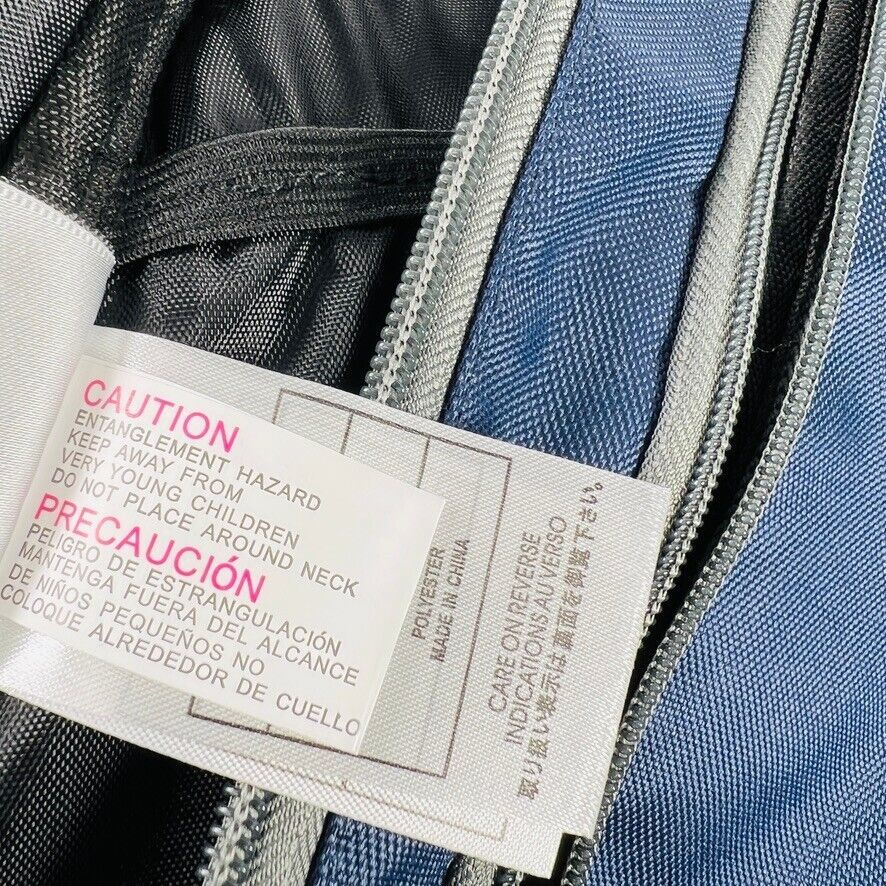 CAUTION
ENTANGLEMENT HAZARD
KEEP AWAY FROM
VERY YOUNG CHILDREN
DO NOT PLACE AROUND NECK
PRECAUCIÓN
PELIGRO DE ESTRANGULACIÓN
MANTENGA FUERA DEL ALCANCE
DE NIÑOS PEQUEÑOS NO
COLOQUE ALREDEDOR DE CUELLO
POLYESTER
MADE IN CHINA
CARE ON REVERSE
INDICATIONS AU VERSO
取り扱い表示は裏面を御覧下さい。